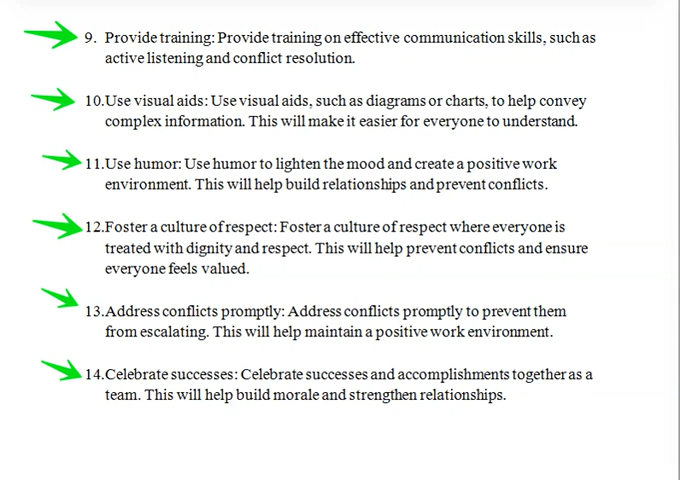 9. Provide training: Provide training on effective communication skills, such as
active listening and conflict resolution.
10.Use visual aids: Use visual aids, such as diagrams or charts, to help convey
complex information. This will make it easier for everyone to understand.
11.Use humor: Use humor to lighten the mood and create a positive work
environment. This will help build relationships and prevent conflicts.
12.Foster a culture of respect: Foster a culture of respect where everyone is
treated with dignity and respect. This will help prevent conflicts and ensure
everyone feels valued.
13.Address conflicts promptly: Address conflicts promptly to prevent them
from escalating. This will help maintain a positive work environment.
14.Celebrate successes: Celebrate successes and accomplishments together as a
team. This will help build morale and strengthen relationships.